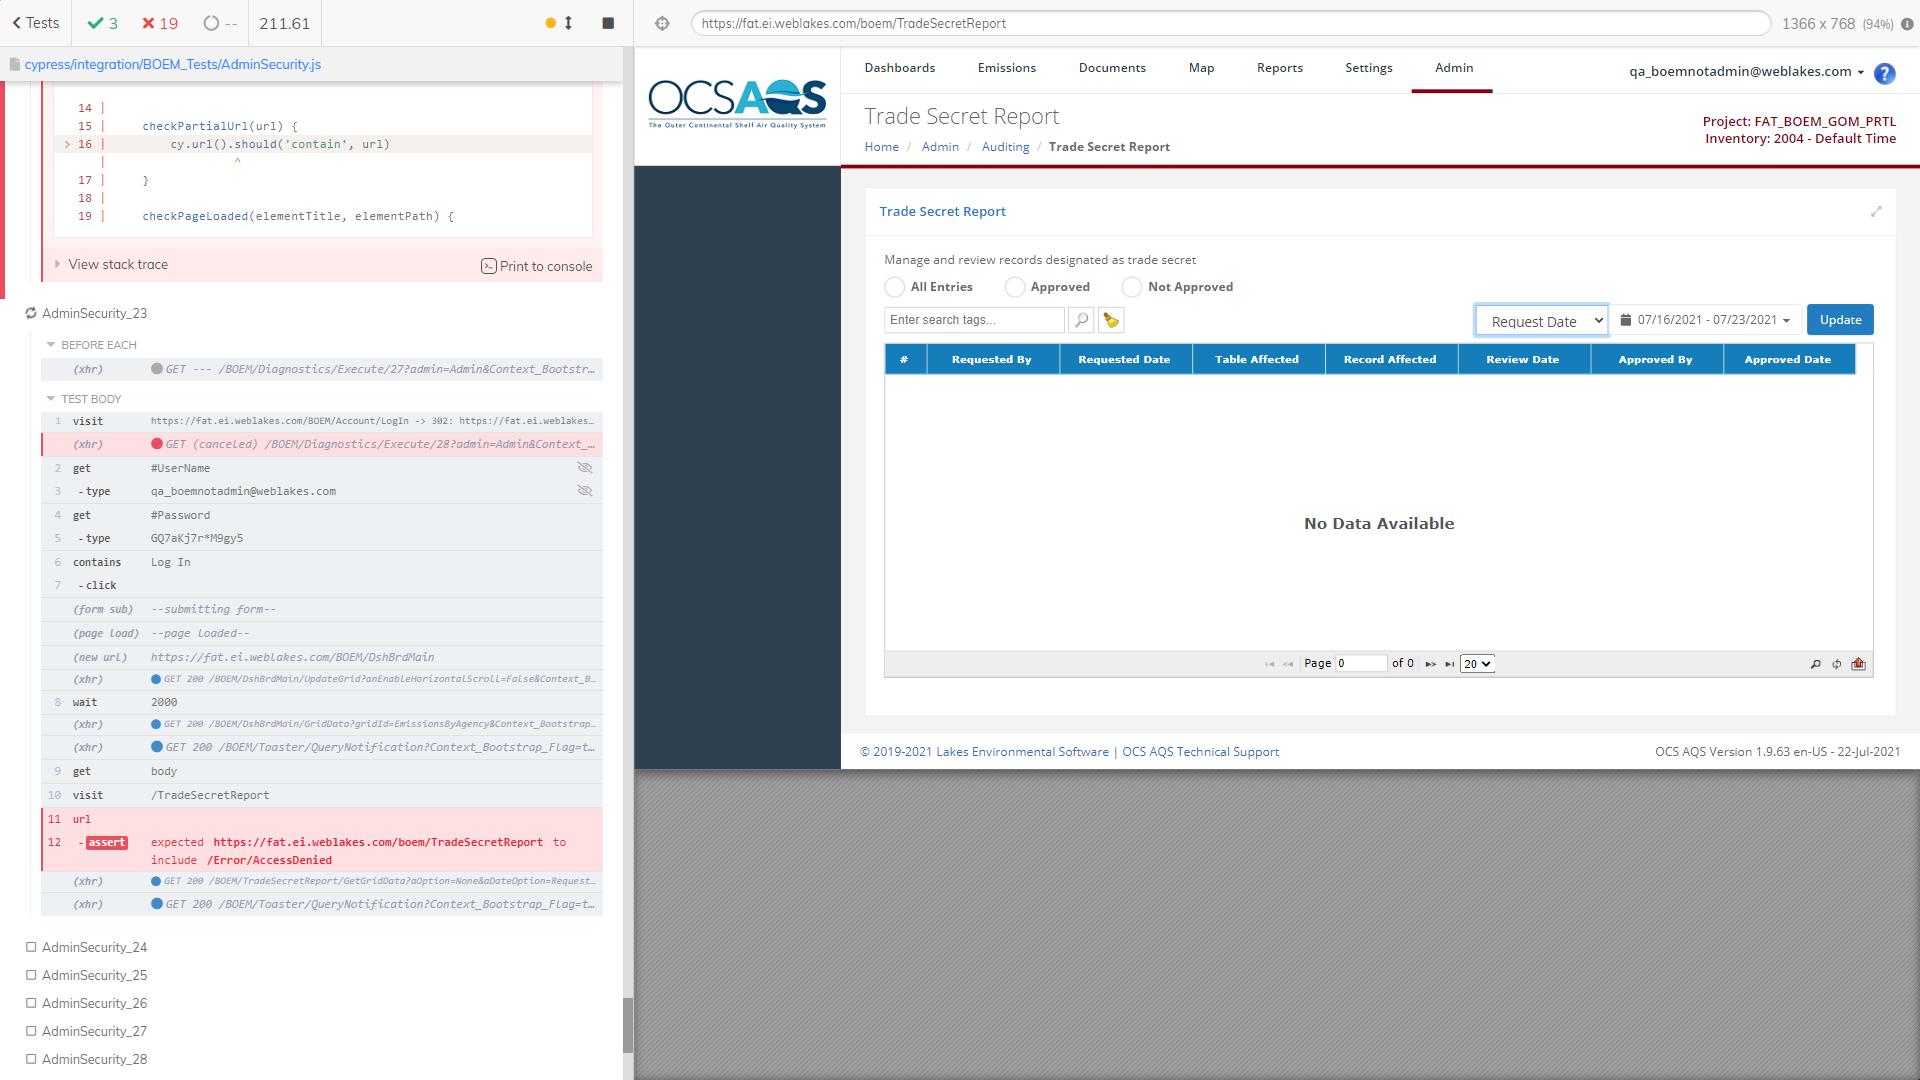 Tests
3
19
--
211.61
cypress/integration/BOEM_Tests/AdminSecurity.js
14 |
15 | checkPartialUrl(url) {
> 16 | cy.url().should('contain', url)
| ^
17 | }
18 |
19 | checkPageLoaded(elementTitle, elementPath) {
View stack trace
Print to console
AdminSecurity_23
BEFORE EACH
(xhr) GET --- /BOEM/Diagnostics/Execute/27?admin=Admin&Context_Bootstr...
TEST BODY
1 visit https://fat.ei.weblakes.com/BOEM/Account/LogIn -> 302: https://fat.ei.weblakes...
(xhr) GET (canceled) /BOEM/Diagnostics/Execute/28?admin=Admin&Context_...
2 get #UserName
3 -type qa_boemnotadmin@weblakes.com
4 get #Password
5 -type GQ7aKj7r*M9gy5
6 contains Log In
7 -click
(form sub) --submitting form--
(page load) --page loaded--
(new url) https://fat.ei.weblakes.com/BOEM/DshBrdMain
(xhr) GET 200 /BOEM/DshBrdMain/UpdateGrid?anEnableHorizontalScroll=False&Context_B...
8 wait 2000
(xhr) GET 200 /BOEM/DshBrdMain/GridData?gridId=EmissionsByAgency&Context_Bootstrap...
(xhr) GET 200 /BOEM/Toaster/QueryNotification?Context_Bootstrap_Flag=t...
9 get body
10 visit /TradeSecretReport
11 url
12 -assert expected https://fat.ei.weblakes.com/boem/TradeSecretReport to
include /Error/AccessDenied
(xhr) GET 200 /BOEM/TradeSecretReport/GetGridData?aOption=None&aDateOption=Request...
(xhr) GET 200 /BOEM/Toaster/QueryNotification?Context_Bootstrap_Flag=t...
AdminSecurity_24
AdminSecurity_25
AdminSecurity_26
AdminSecurity_27
AdminSecurity_28
https://fat.ei.weblakes.com/boem/TradeSecretReport
1366 x 768 (94%)
OCSAQS
The Outer Continental Shelf Air Quality System
Dashboards Emissions Documents Map Reports Settings Admin
qa_boemnotadmin@weblakes.com
?
Trade Secret Report
Home / Admin / Auditing / Trade Secret Report
Project: FAT_BOEM_GOM_PRTL
Inventory: 2004 - Default Time
Trade Secret Report
Manage and review records designated as trade secret
All Entries Approved Not Approved
Enter search tags...
Request Date
07/16/2021 - 07/23/2021
Update
# Requested By Requested Date Table Affected Record Affected Review Date Approved By Approved Date
No Data Available
Page 0 of 0 20
© 2019-2021 Lakes Environmental Software | OCS AQS Technical Support
OCS AQS Version 1.9.63 en-US - 22-Jul-2021